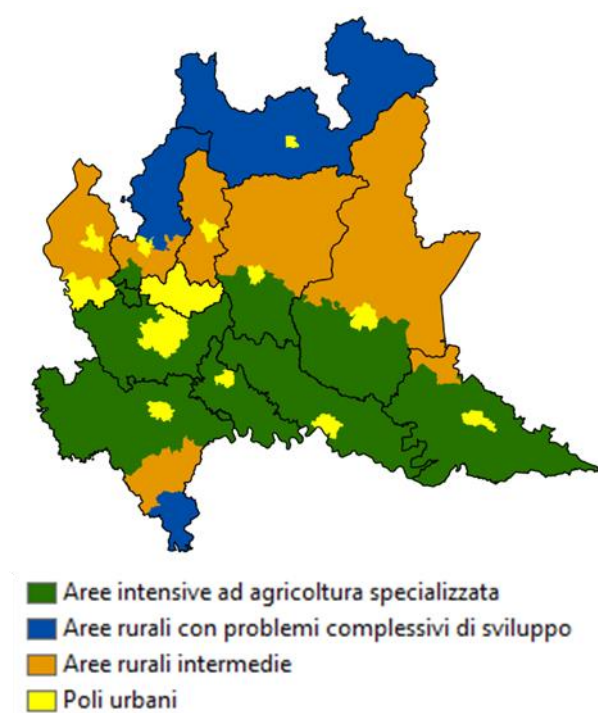 Aree intensive ad agricoltura specializzata
Aree rurali con problemi complessivi di sviluppo
Aree rurali intermedie
Poli urbani